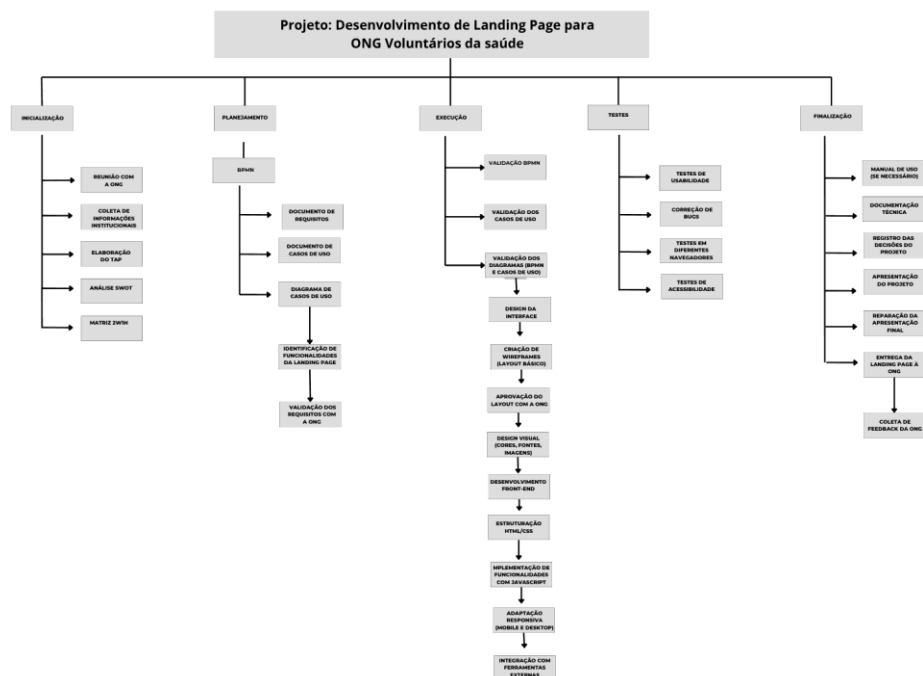 Projeto: Desenvolvimento de Landing Page para
ONG Voluntários da saúde
INICIALIZAÇÃO
REUNIÃO COM
A ONG
COLETA DE
INFORMAÇÕES
INSTITUCIONAIS
ELABORAÇÃO
DO TAP
ANÁLISE SWOT
MATRIZ 2W1H
PLANEJAMENTO
BPMN
DOCUMENTO DE
REQUISITOS
DOCUMENTO DE
CASOS DE USO
DIAGRAMA DE
CASOS DE USO
IDENTIFICAÇÃO DE
FUNCIONALIDADES
DA LANDING PAGE
VALIDAÇÃO DOS
REQUISITOS COM
A ONG
EXECUÇÃO
VALIDAÇÃO BPMN
VALIDAÇÃO DOS
CASOS DE USO
VALIDAÇÃO DOS
DIAGRAMAS (BPMN
E CASOS DE USO)
DESIGN DA
INTERFACE
CRIAÇÃO DE
WIREFRAMES
(LAYOUT BÁSICO)
APROVAÇÃO DO
LAYOUT COM A ONG
DESIGN VISUAL
(CORES, FONTES,
IMAGENS)
DESENVOLVIMENTO
FRONT-END
ESTRUTURAÇÃO
HTML/CSS
IMPLEMENTAÇÃO DE
FUNCIONALIDADES
COM JAVASCRIPT
ADAPTAÇÃO
RESPONSIVA
(MOBILE E DESKTOP)
INTEGRAÇÃO COM
FERRAMENTAS
EXTERNAS
TESTES
TESTES DE
USABILIDADE
CORREÇÃO DE
BUGS
TESTES EM
DIFERENTES
NAVEGADORES
TESTES DE
ACESSIBILIDADE
FINALIZAÇÃO
MANUAL DE USO
(SE NECESSÁRIO)
DOCUMENTAÇÃO
TÉCNICA
REGISTRO DAS
DECISÕES DO
PROJETO
APRESENTAÇÃO
DO PROJETO
REPARAÇÃO DA
APRESENTAÇÃO
FINAL
ENTREGA DA
LANDING PAGE À
ONG
COLETA DE
FEEDBACK DA ONG